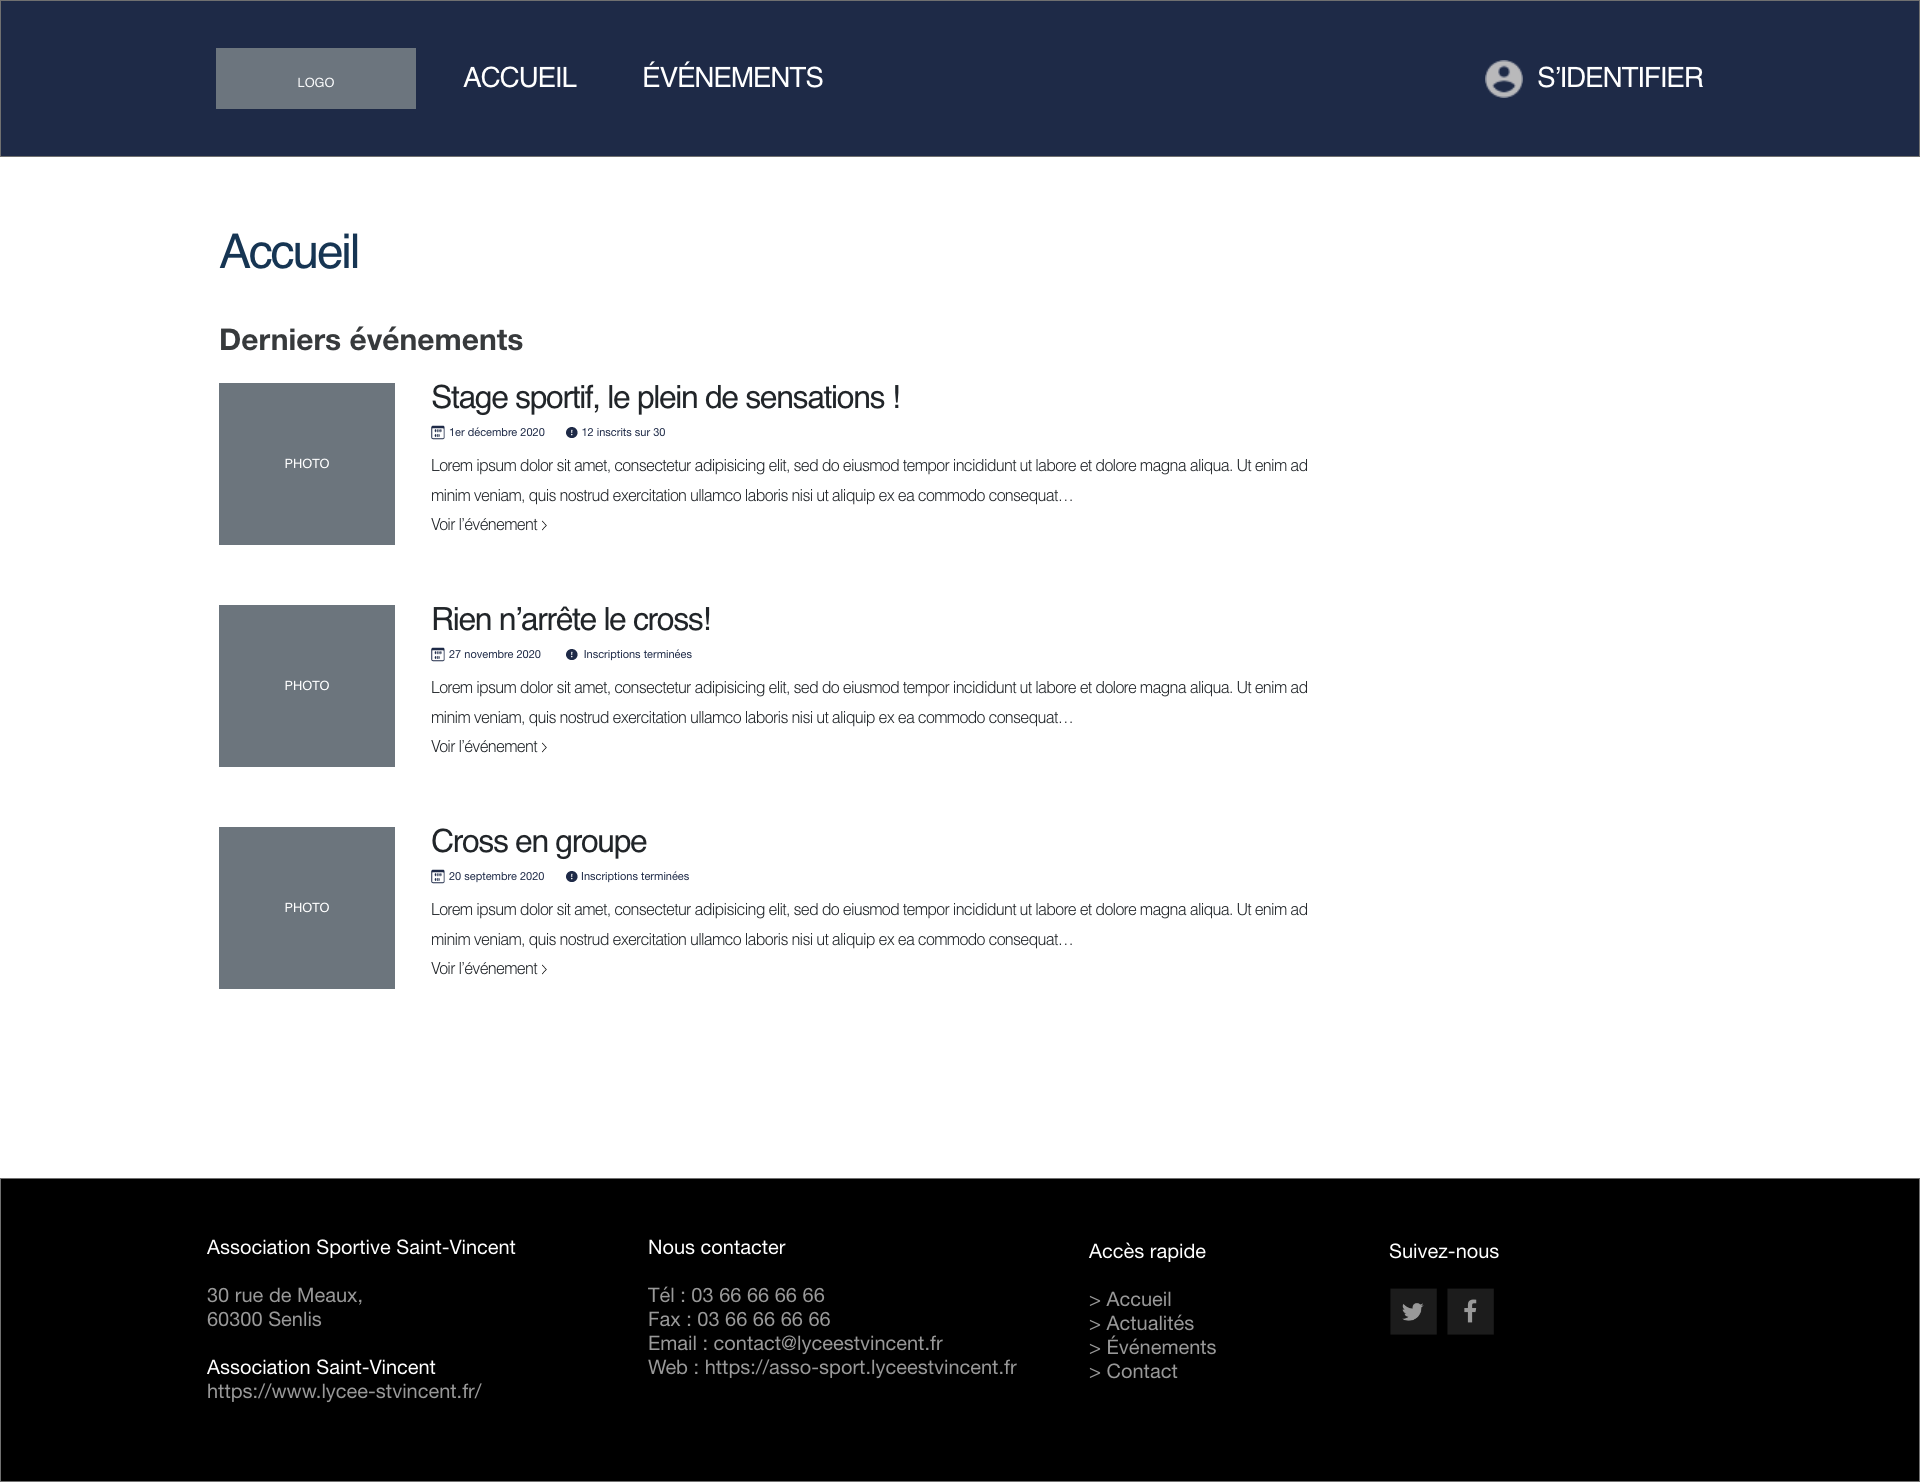 LOGO
ACCUEIL
ÉVÉNEMENTS
S’IDENTIFIER
Accueil
Derniers événements
PHOTO
Stage sportif, le plein de sensations !
1er décembre 2020
12 inscrits sur 30
Lorem ipsum dolor sit amet, consectetur adipisicing elit, sed do eiusmod tempor incididunt ut labore et dolore magna aliqua. Ut enim ad
minim veniam, quis nostrud exercitation ullamco laboris nisi ut aliquip ex ea commodo consequat…
Voir l’événement >
PHOTO
Rien n’arrête le cross!
27 novembre 2020
Inscriptions terminées
Lorem ipsum dolor sit amet, consectetur adipisicing elit, sed do eiusmod tempor incididunt ut labore et dolore magna aliqua. Ut enim ad
minim veniam, quis nostrud exercitation ullamco laboris nisi ut aliquip ex ea commodo consequat…
Voir l’événement >
PHOTO
Cross en groupe
20 septembre 2020
Inscriptions terminées
Lorem ipsum dolor sit amet, consectetur adipisicing elit, sed do eiusmod tempor incididunt ut labore et dolore magna aliqua. Ut enim ad
minim veniam, quis nostrud exercitation ullamco laboris nisi ut aliquip ex ea commodo consequat…
Voir l’événement >
Association Sportive Saint-Vincent
30 rue de Meaux,
60300 Senlis
Association Saint-Vincent
https://www.lycee-stvincent.fr/
Nous contacter
Tél : 03 66 66 66 66
Fax : 03 66 66 66 66
Email : contact@lyceestvincent.fr
Web : https://asso-sport.lyceestvincent.fr
Accès rapide
> Accueil
> Actualités
> Événements
> Contact
Suivez-nous